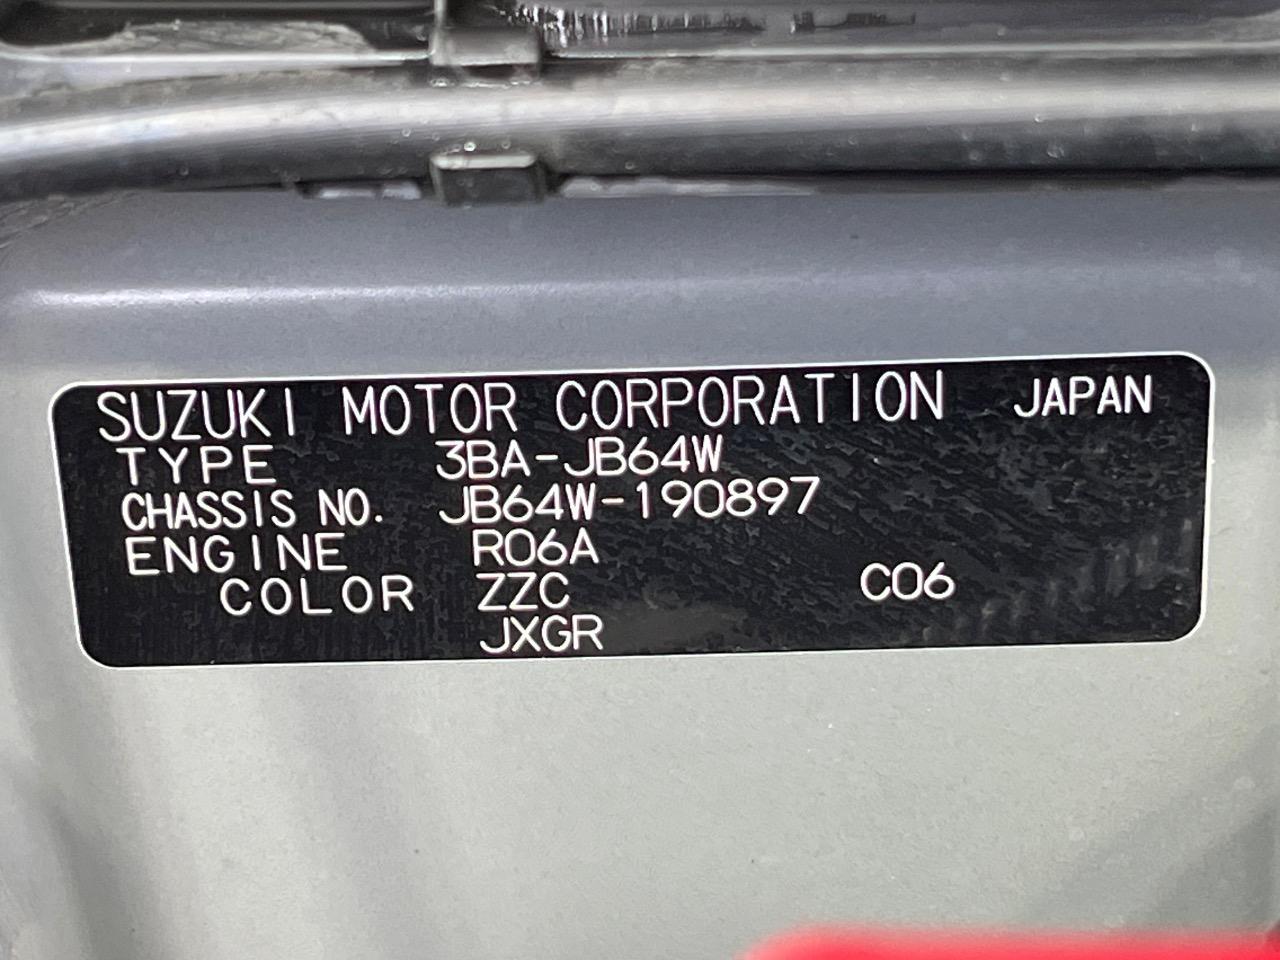 SUZUKI MOTOR CORPORATION JAPAN
TYPE 3BA-JB64W
CHASSIS NO. JB64W-190897
ENGINE R06A
COLOR ZZC C06
JXGR